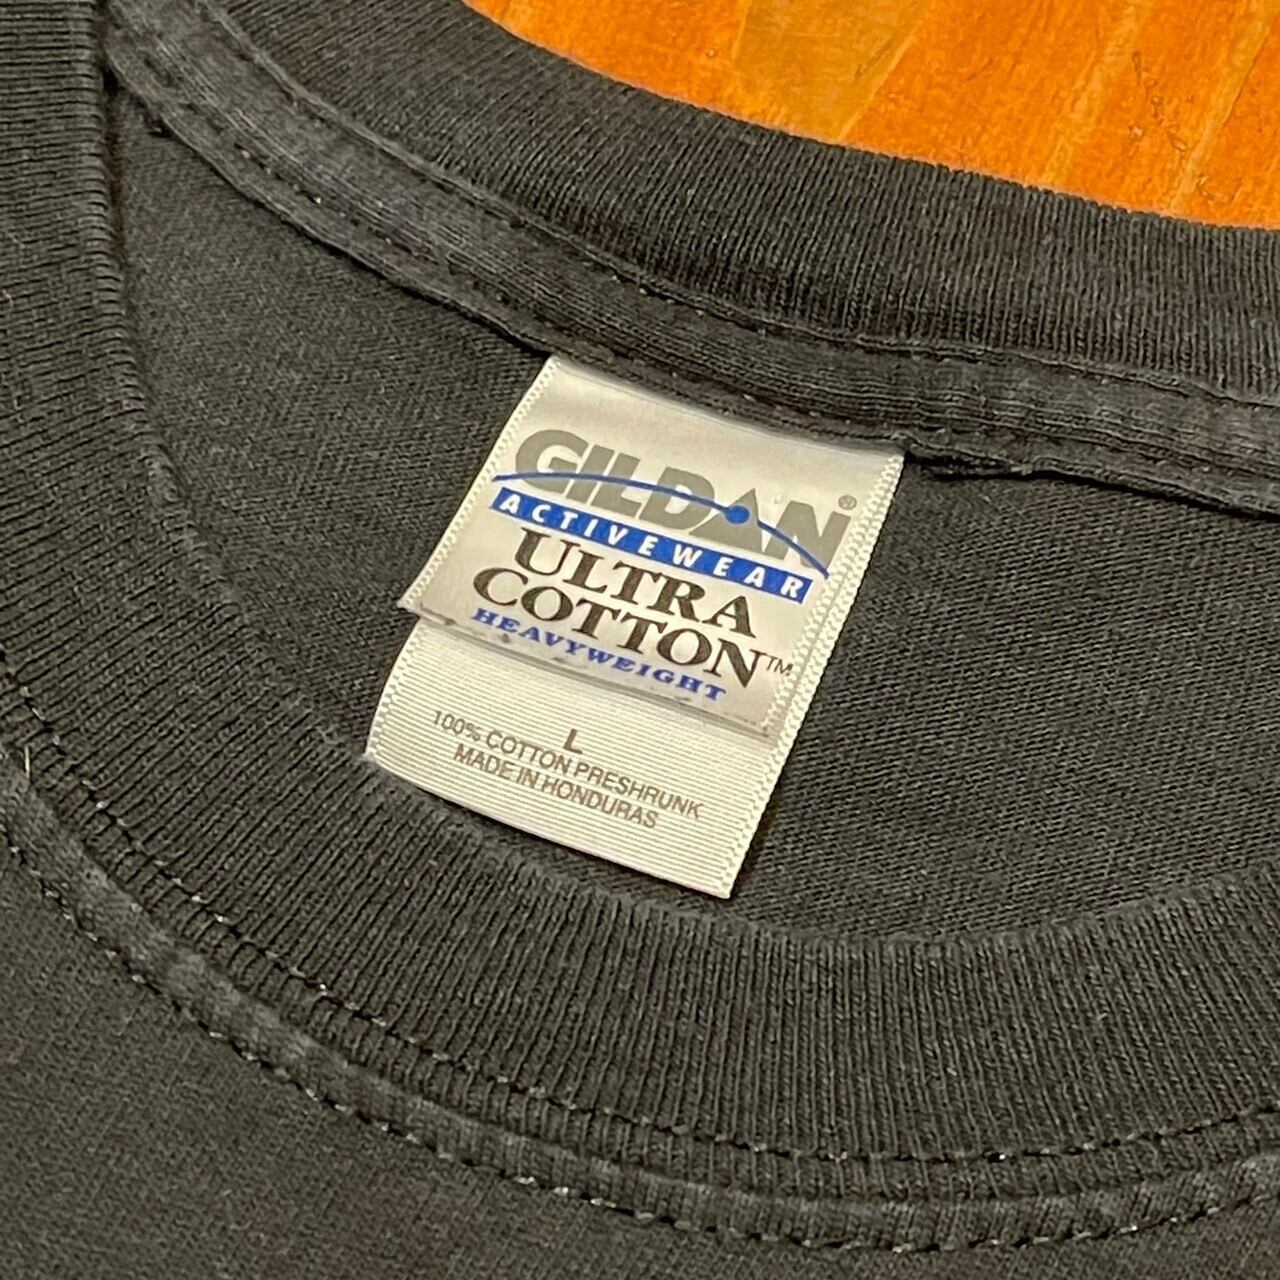 GILDAN®
ACTIVEWEAR
ULTRA
COTTON™
HEAVYWEIGHT
L
100% COTTON PRESHRUNK
MADE IN HONDURAS